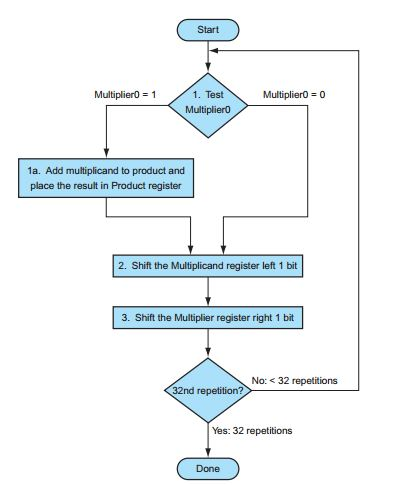 Start
Multiplier0 = 1
1. Test
Multiplier0
Multiplier0 = 0
1a. Add multiplicand to product and
place the result in Product register
2. Shift the Multiplicand register left 1 bit
3. Shift the Multiplier register right 1 bit
32nd repetition?
No: < 32 repetitions
Yes: 32 repetitions
Done